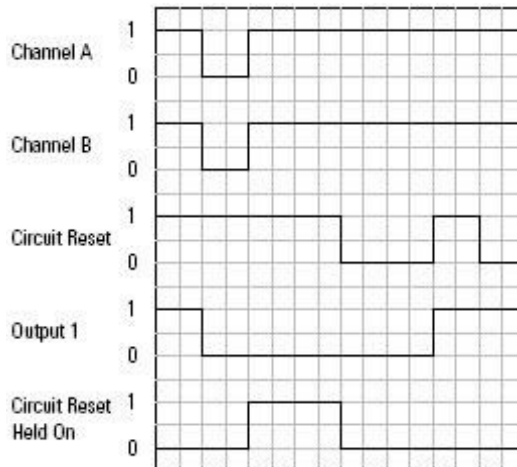 Channel A
1
0
Channel B
1
0
Circuit Reset
1
0
Output 1
1
0
Circuit Reset
Held On
1
0